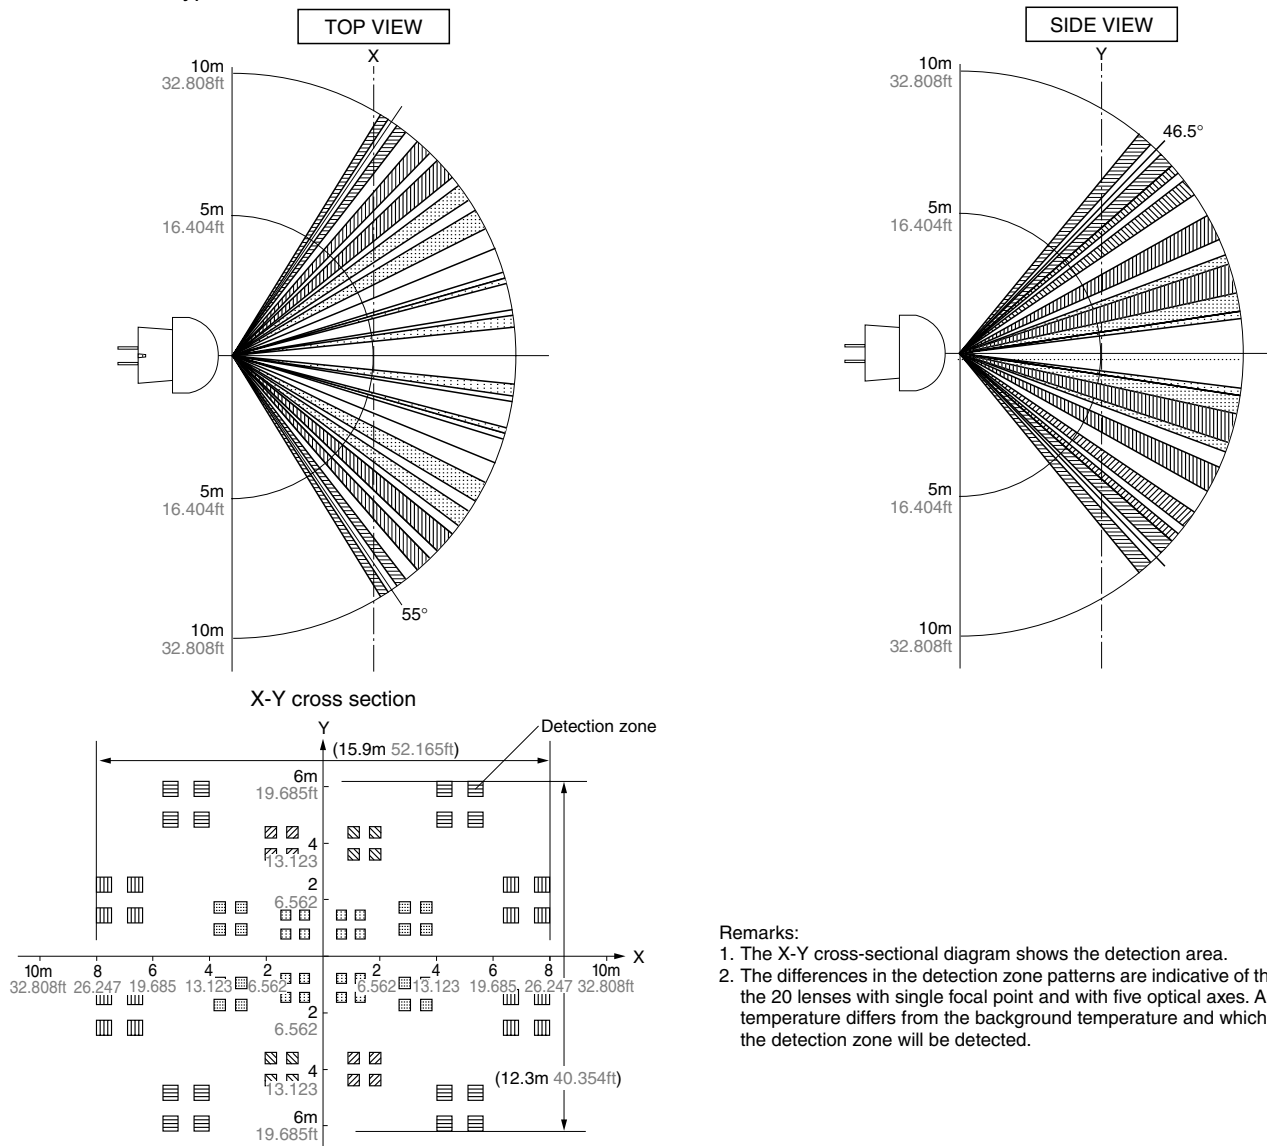 TOP VIEW
X
10m
32.808ft
5m
16.404ft
5m
16.404ft
55°
10m
32.808ft
SIDE VIEW
Y
10m
32.808ft
46.5°
5m
16.404ft
5m
16.404ft
10m
32.808ft
X-Y cross section
Y
Detection zone
(15.9m 52.165ft)
6m
19.685ft
4
13.123
2
6.562
X
10m 8 6 4 2 2 4 6 8 10m
32.808ft 26.247 19.685 13.123 6.562 6.562 13.123 19.685 26.247 32.808ft
2
6.562
4
13.123
(12.3m 40.354ft)
6m
19.685ft
Remarks:
1. The X-Y cross-sectional diagram shows the detection area.
2. The differences in the detection zone patterns are indicative of th
the 20 lenses with single focal point and with five optical axes. A
temperature differs from the background temperature and which
the detection zone will be detected.